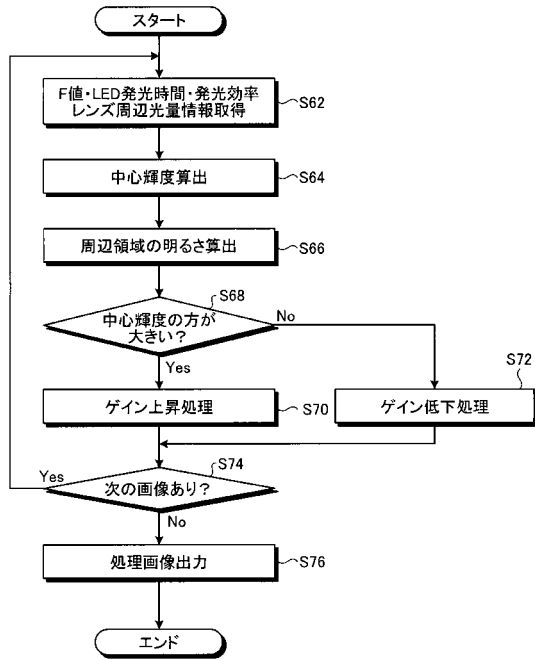 スタート
F値・LED発光時間・発光効率
レンズ周辺光量情報取得
S62
中心輝度算出
S64
周辺領域の明るさ算出
S66
S68
中心輝度の方が
大きい?
No
Yes
S72
ゲイン上昇処理
S70
ゲイン低下処理
S74
Yes
次の画像あり?
No
処理画像出力
S76
エンド